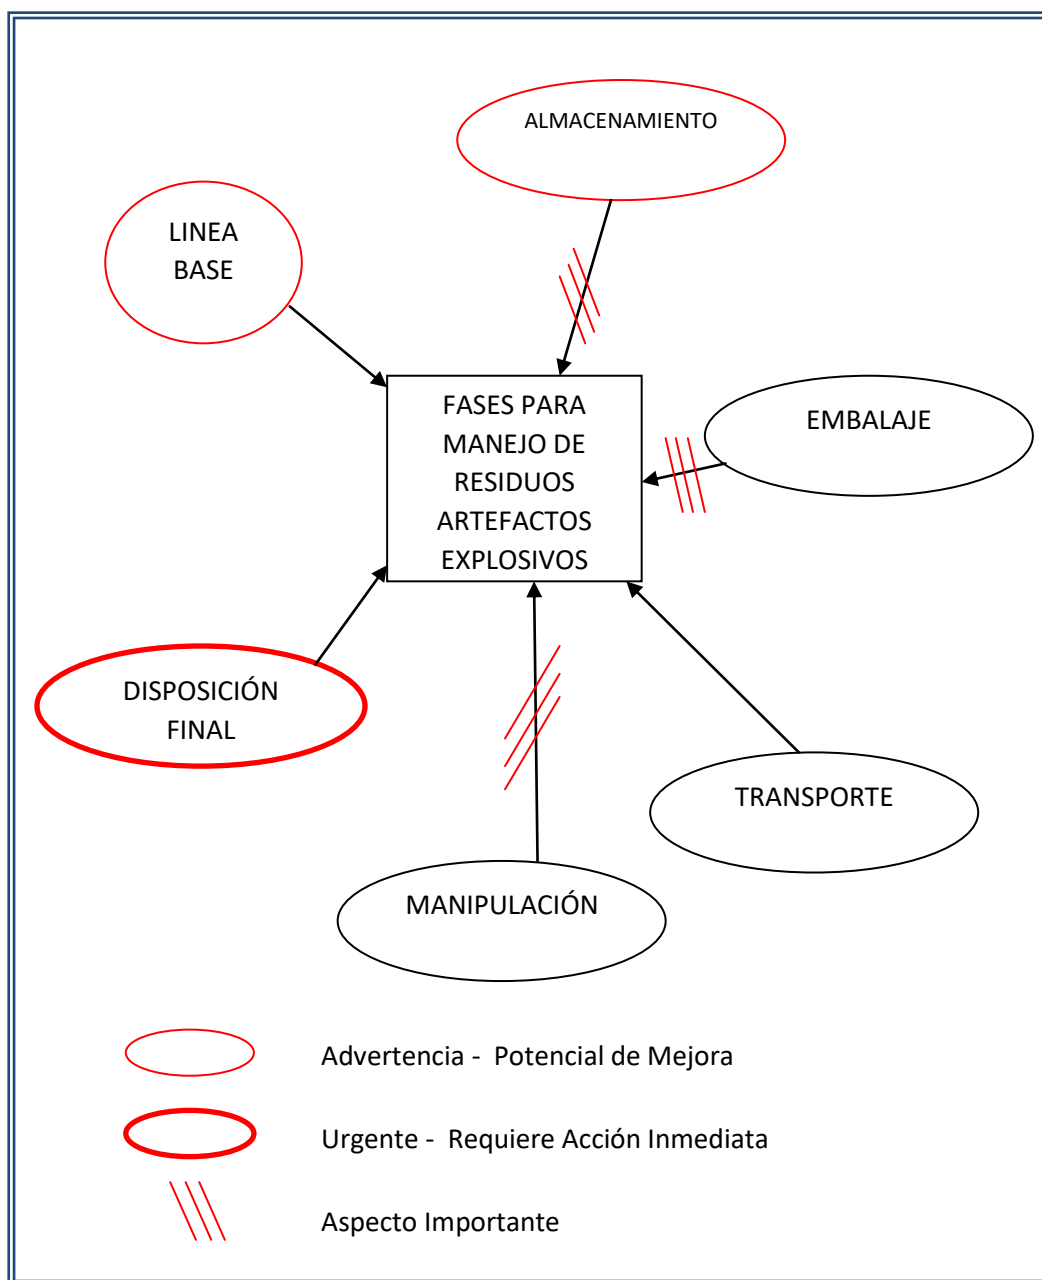 ALMACENAMIENTO
LINEA
BASE
FASES PARA
MANEJO DE
RESIDUOS
ARTEFACTOS
EXPLOSIVOS
EMBALAJE
DISPOSICIÓN
FINAL
TRANSPORTE
MANIPULACIÓN
Advertencia - Potencial de Mejora
Urgente - Requiere Acción Inmediata
Aspecto Importante